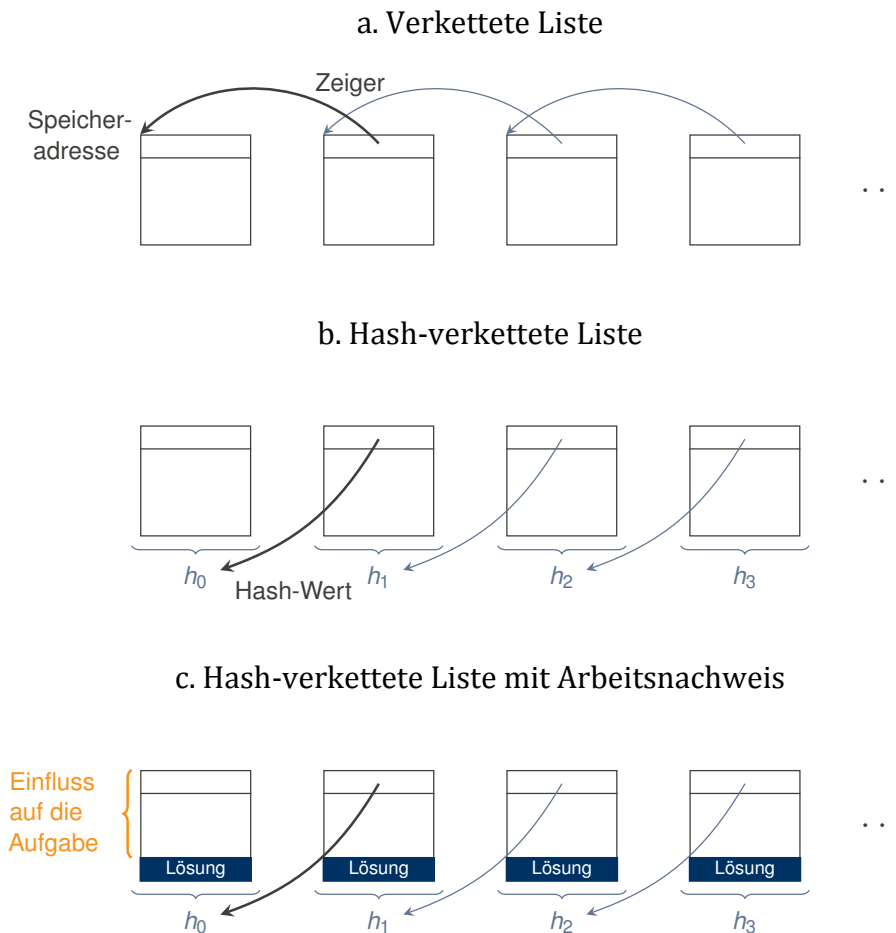 a. Verkettete Liste
Zeiger
Speicher-
adresse
. .
b. Hash-verkettete Liste
. .
h₀
h₁
h₂
h₃
Hash-Wert
c. Hash-verkettete Liste mit Arbeitsnachweis
Einfluss
auf die
Aufgabe
. .
Lösung
Lösung
Lösung
Lösung
h₀
h₁
h₂
h₃